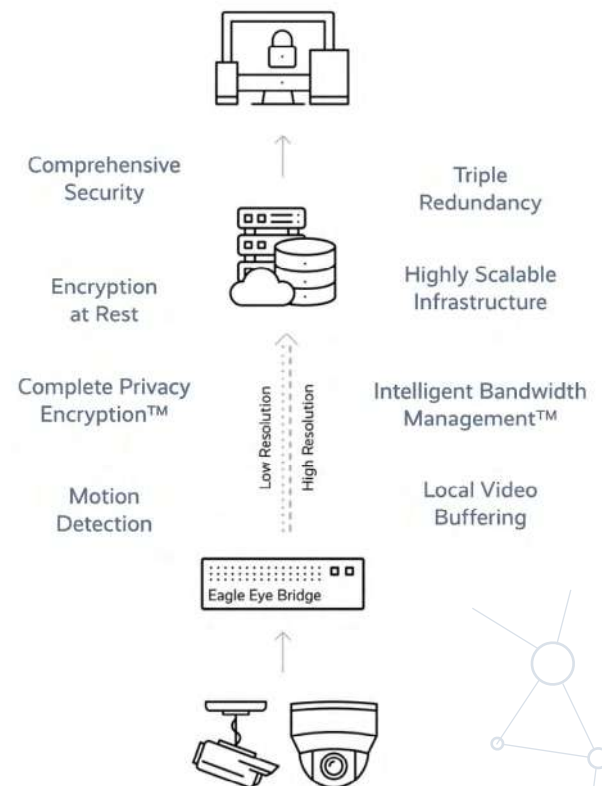 Comprehensive
Security
Triple
Redundancy
Encryption
at Rest
Highly Scalable
Infrastructure
Complete Privacy
Encryption™
Low Resolution
High Resolution
Intelligent Bandwidth
Management™
Motion
Detection
Local Video
Buffering
Eagle Eye Bridge